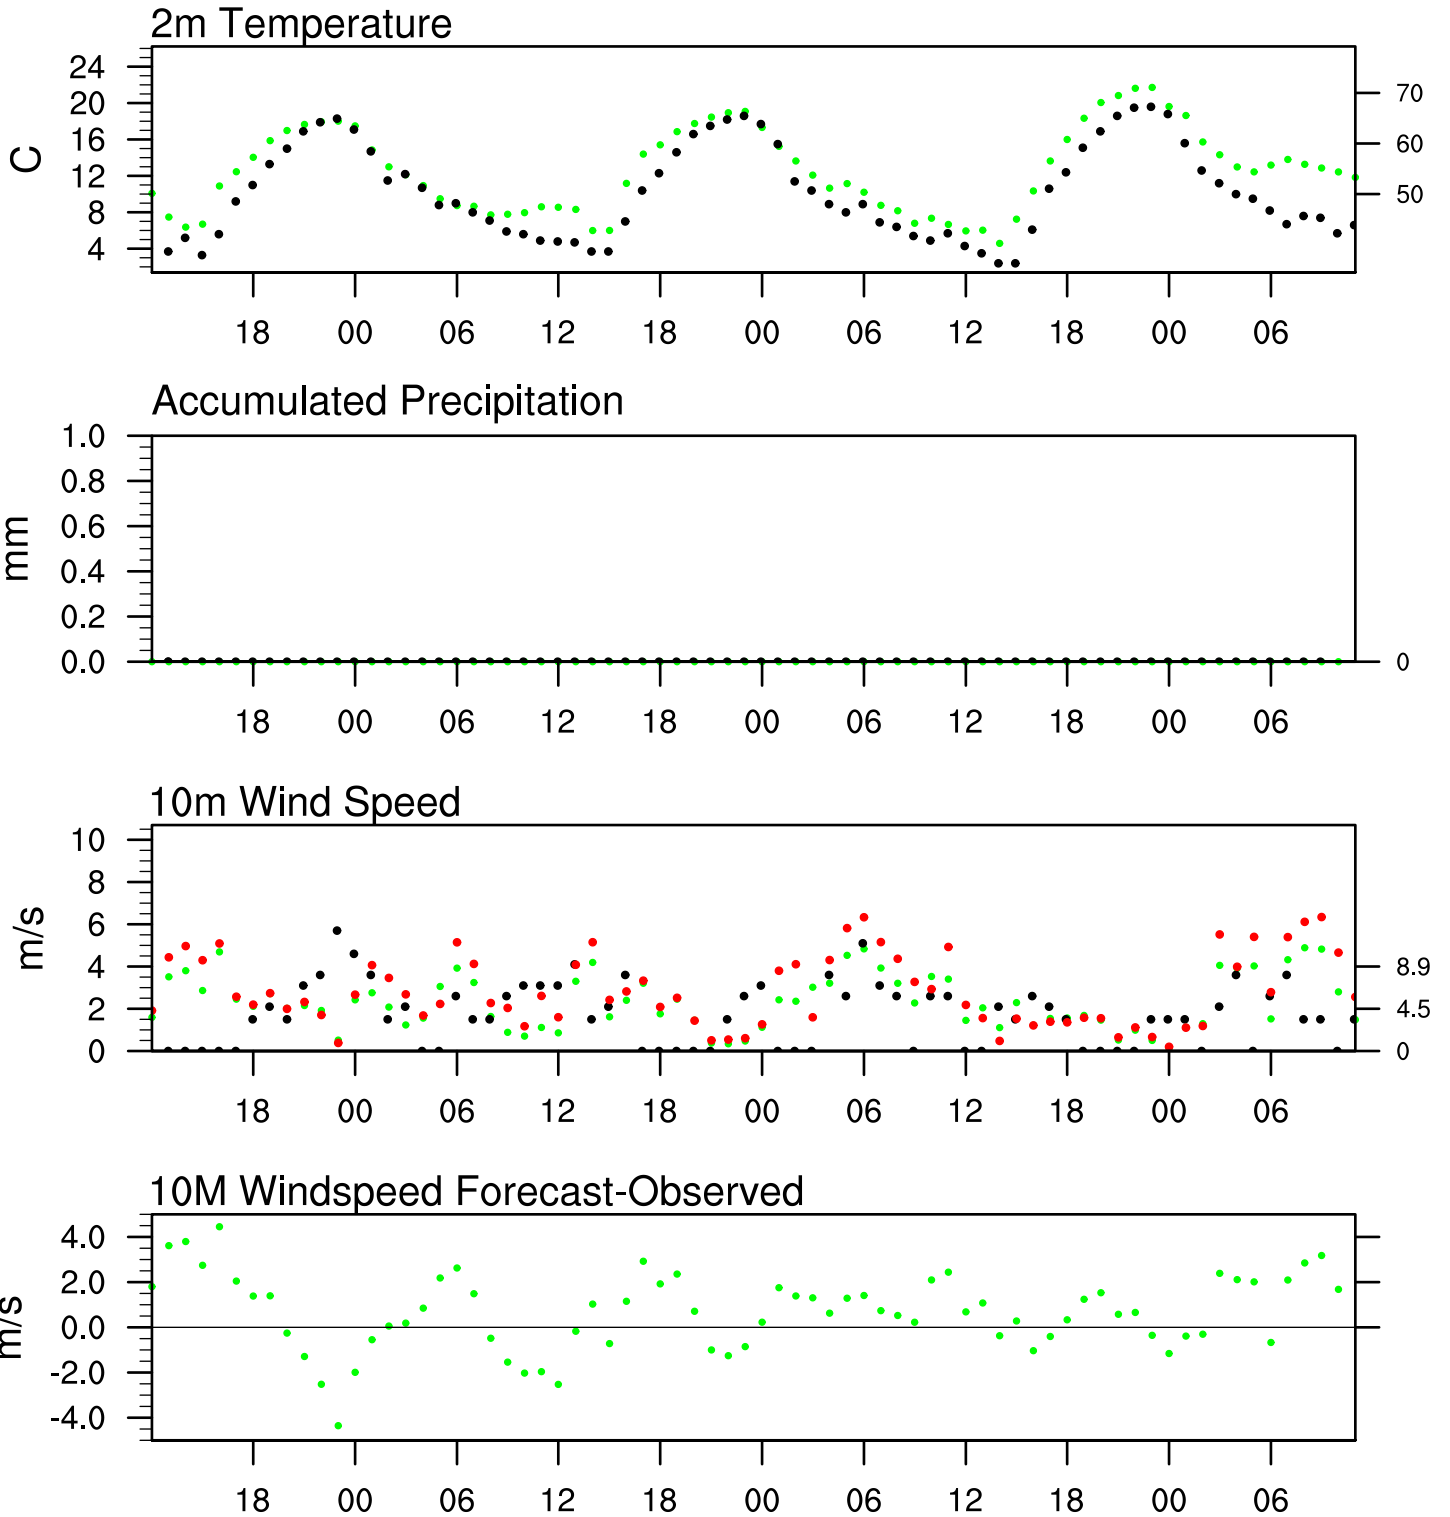 2m Temperature
24
20
16
12
8
4
C
70
60
50
18 00 06 12 18 00 06 12 18 00 06
Accumulated Precipitation
1.0
0.8
0.6
0.4
0.2
0.0
mm
0
18 00 06 12 18 00 06 12 18 00 06
10m Wind Speed
10
8
6
4
2
0
m/s
8.9
4.5
0
18 00 06 12 18 00 06 12 18 00 06
10M Windspeed Forecast-Observed
4.0
2.0
0.0
-2.0
-4.0
m/s
18 00 06 12 18 00 06 12 18 00 06